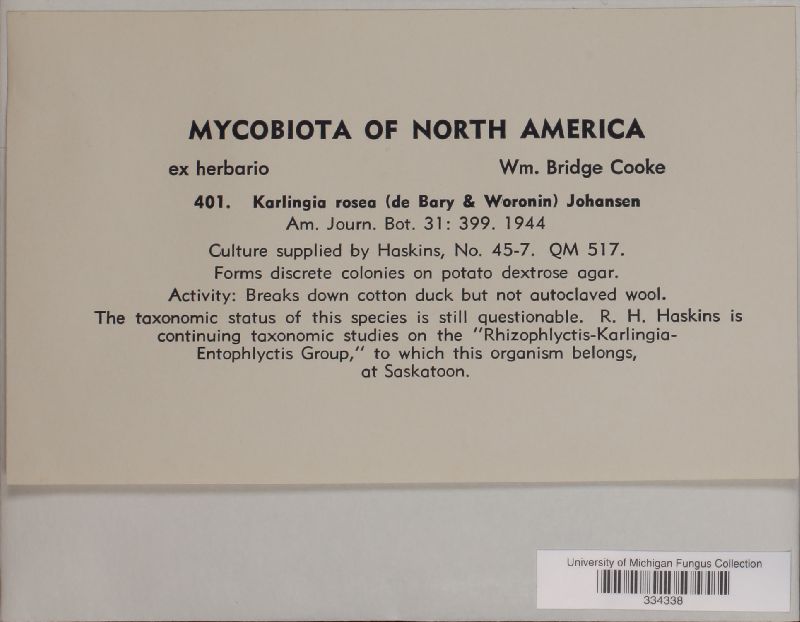 MYCOBIOTA OF NORTH AMERICA
ex herbario Wm. Bridge Cooke
401. Karlingia rosea (de Bary & Woronin) Johansen
Am. Journ. Bot. 31: 399. 1944
Culture supplied by Haskins, No. 45-7. QM 517.
Forms discrete colonies on potato dextrose agar.
Activity: Breaks down cotton duck but not autoclaved wool.
The taxonomic status of this species is still questionable. R. H. Haskins is
continuing taxonomic studies on the "Rhizophlyctis-Karlingia-
Entophlyctis Group," to which this organism belongs,
at Saskatoon.
University of Michigan Fungus Collection
334338